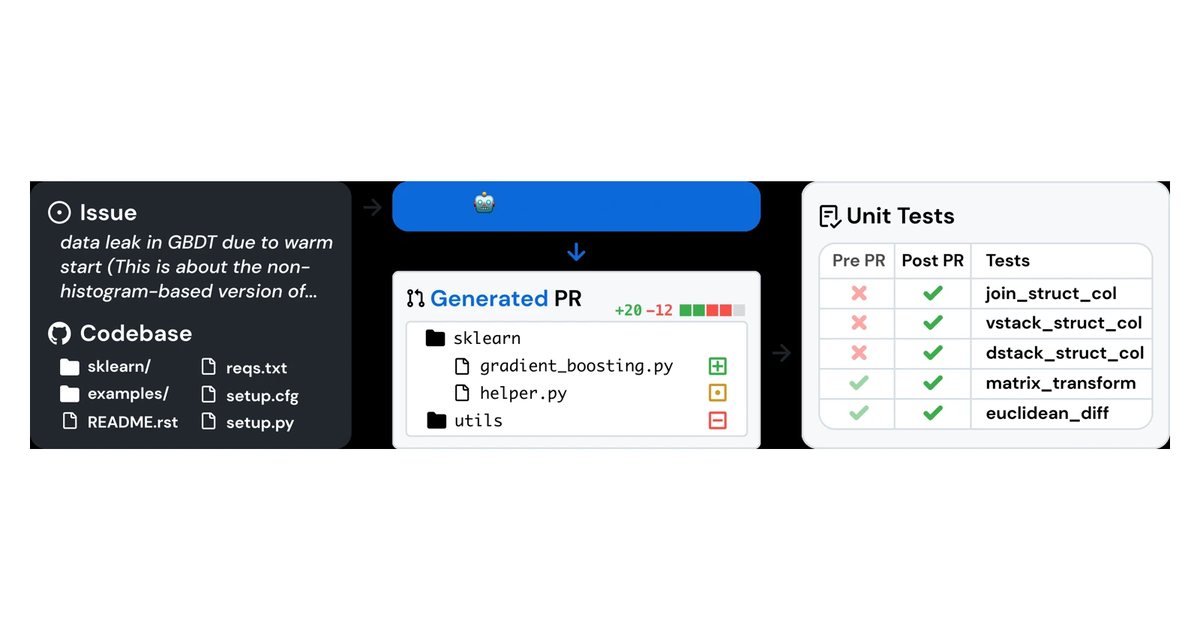 Issue
data leak in GBDT due to warm
start (This is about the non-
histogram-based version of...
Codebase
sklearn/
reqs.txt
examples/
setup.cfg
README.rst
setup.py
Generated PR
+20 -12
sklearn
gradient_boosting.py
helper.py
utils
Unit Tests
Pre PR Post PR Tests
join_struct_col
vstack_struct_col
dstack_struct_col
matrix_transform
euclidean_diff